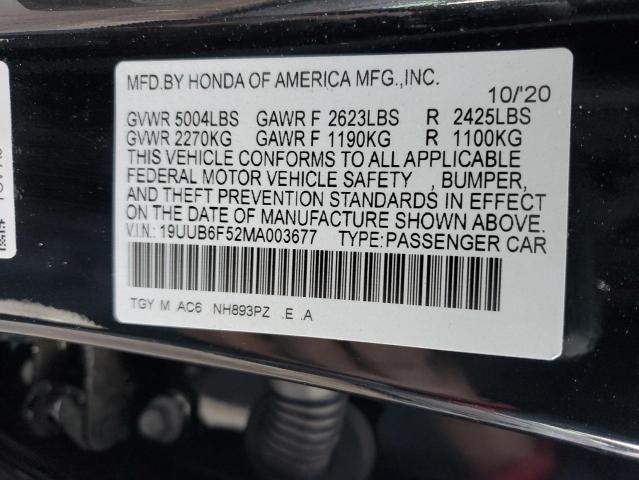 MFD.BY HONDA OF AMERICA MFG.,INC.
10/'20
GVWR 5004LBS GAWR F 2623LBS R 2425LBS
GVWR 2270KG GAWR F 1190KG R 1100KG
THIS VEHICLE CONFORMS TO ALL APPLICABLE
FEDERAL MOTOR VEHICLE SAFETY , BUMPER,
AND THEFT PREVENTION STANDARDS IN EFFECT
ON THE DATE OF MANUFACTURE SHOWN ABOVE.
V.I.N.: 19UUB6F52MA003677 TYPE:PASSENGER CAR
TGY M AC6 NH893PZ .E .A